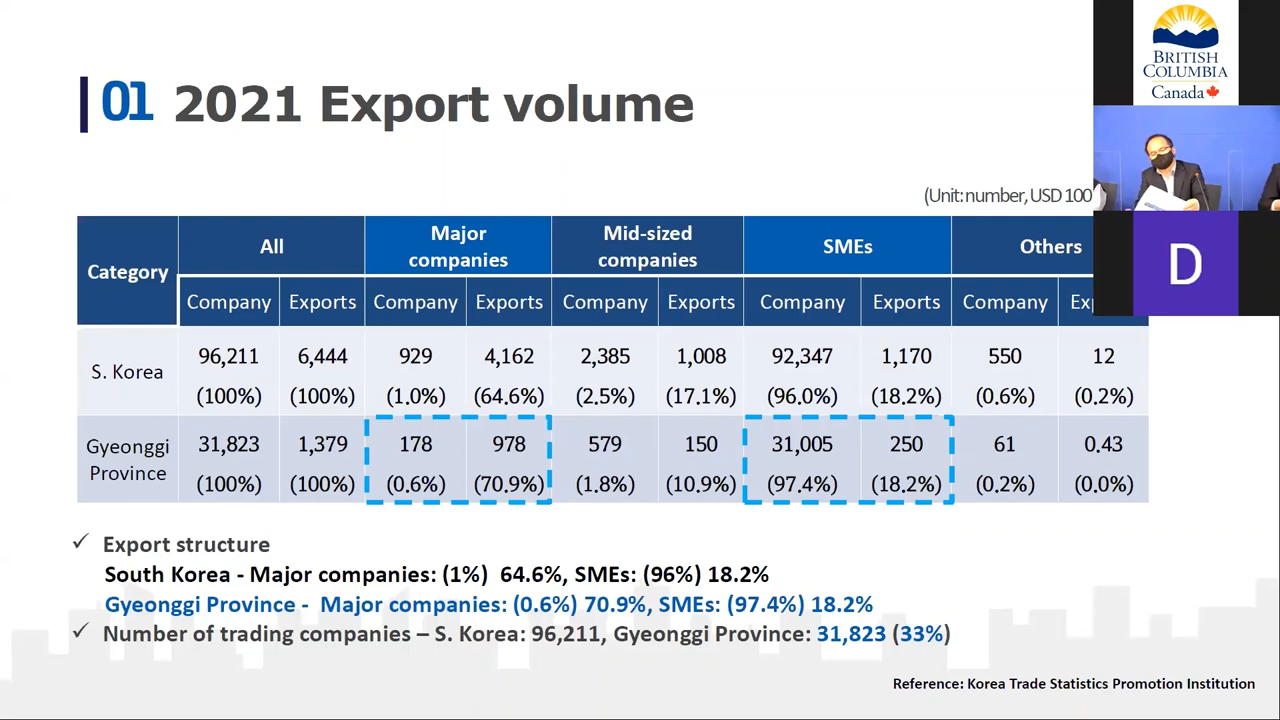 01 2021 Export volume
BRITISH
COLUMBIA
Canada
(Unit: number, USD 100
D
Category All Major companies Mid-sized companies SMEs Others
Company Exports Company Exports Company Exports Company Exports Company
S. Korea 96,211 6,444 929 4,162 2,385 1,008 92,347 1,170 550 12
(100%) (100%) (1.0%) (64.6%) (2.5%) (17.1%) (96.0%) (18.2%) (0.6%) (0.2%)
Gyeonggi Province 31,823 1,379 178 978 579 150 31,005 250 61 0.43
(100%) (100%) (0.6%) (70.9%) (1.8%) (10.9%) (97.4%) (18.2%) (0.2%) (0.0%)
✓ Export structure
South Korea - Major companies: (1%) 64.6%, SMEs: (96%) 18.2%
Gyeonggi Province - Major companies: (0.6%) 70.9%, SMEs: (97.4%) 18.2%
✓ Number of trading companies – S. Korea: 96,211, Gyeonggi Province: 31,823 (33%)
Reference: Korea Trade Statistics Promotion Institution